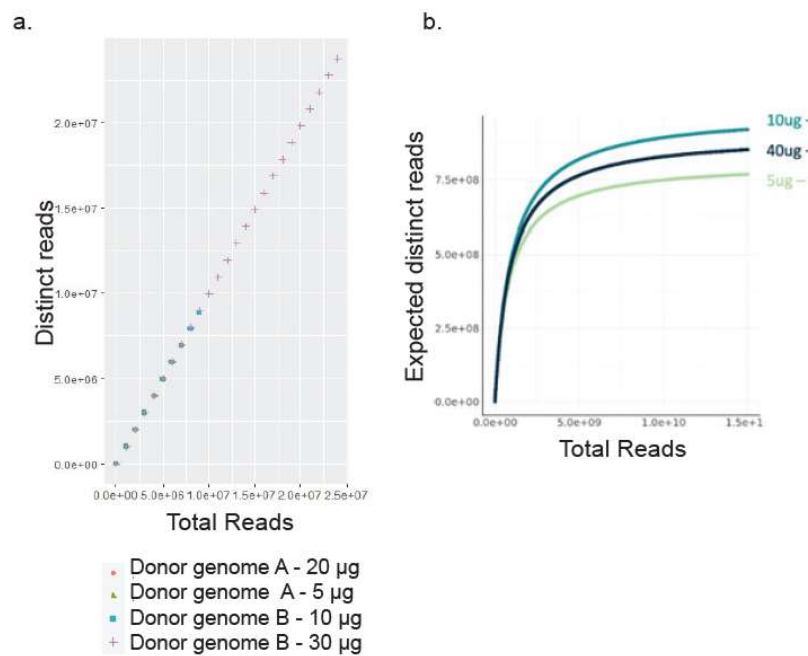 a.
Distinct reads
2.0e+07
1.5e+07
1.0e+07
5.0e+06
0.0e+00
0.0e+00 5.0e+06 1.0e+07 1.5e+07 2.0e+07 2.5e+07
Total Reads
Donor genome A - 20 µg
Donor genome A - 5 µg
Donor genome B - 10 µg
Donor genome B - 30 µg
b.
Expected distinct reads
7.5e+08
5.0e+08
2.5e+08
0.0e+00
0.0e+00 5.0e+09 1.0e+10 1.5e+1
Total Reads
10ug -
40ug -
5ug -